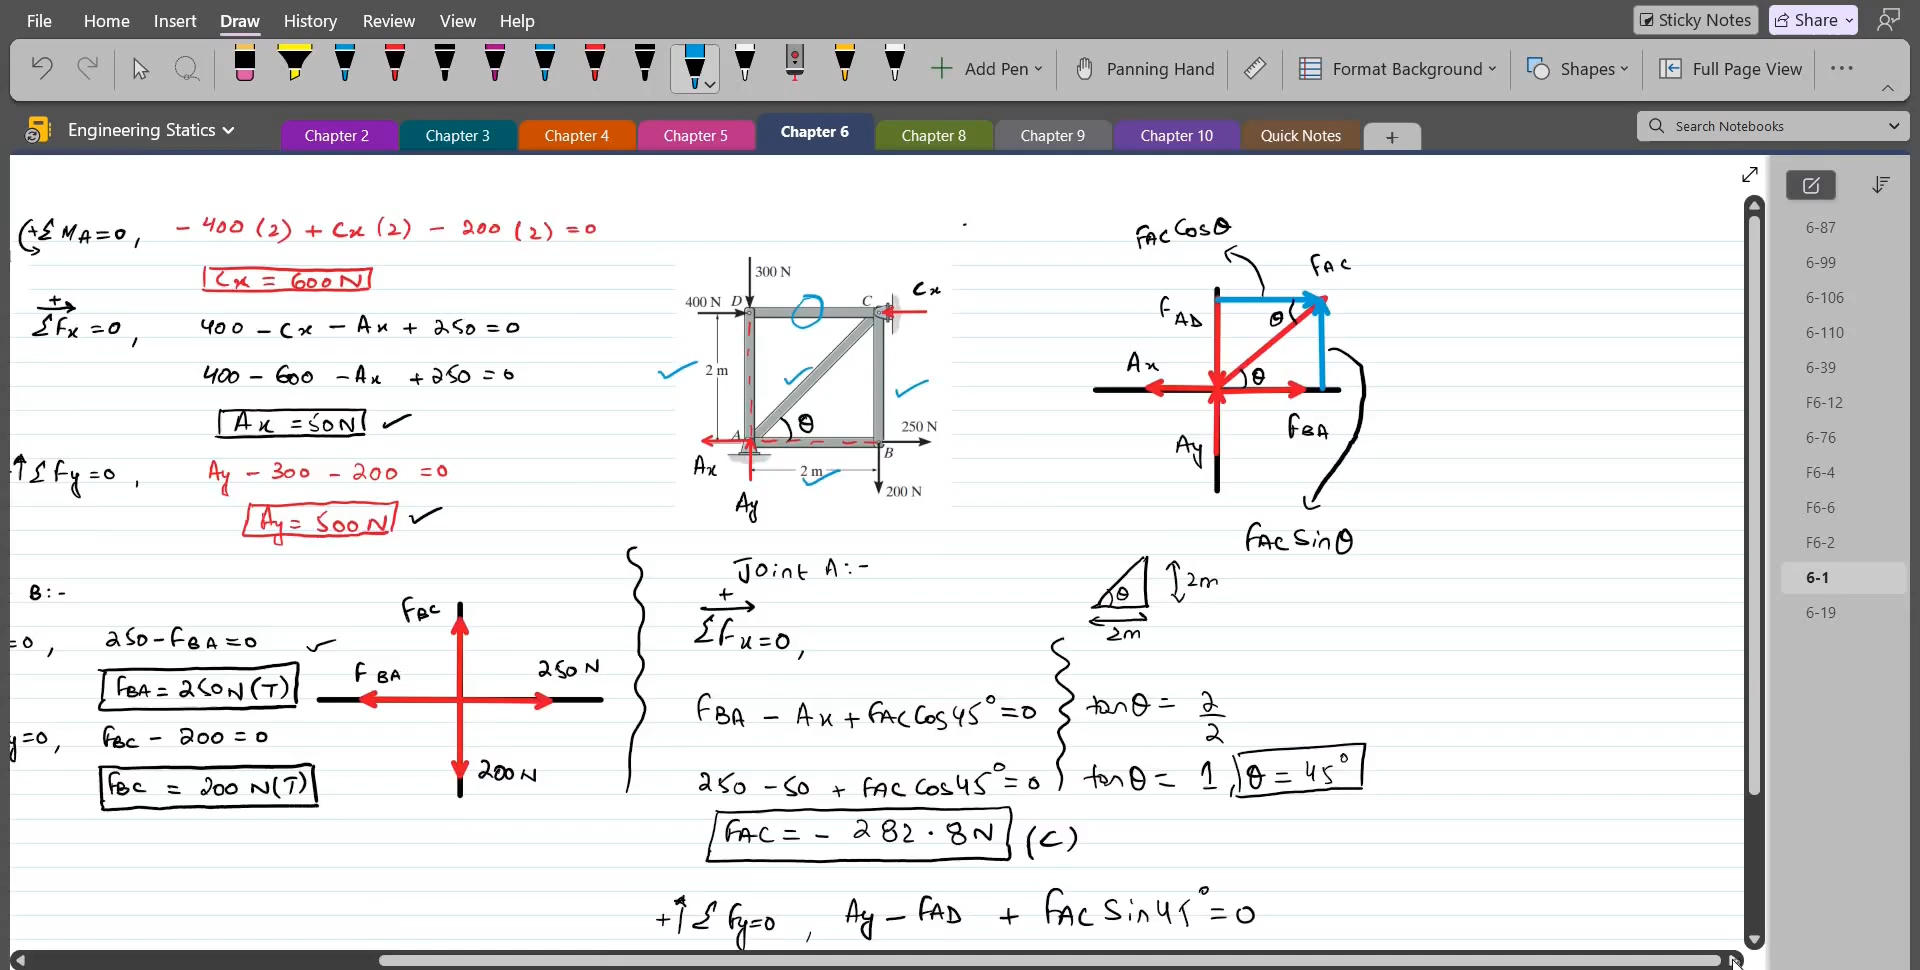 File Home Insert Draw History Review View Help
Sticky Notes Share
Add Pen Panning Hand Format Background Shapes Full Page View
Engineering Statics
Chapter 2 Chapter 3 Chapter 4 Chapter 5 Chapter 6 Chapter 8 Chapter 9 Chapter 10 Quick Notes +
Search Notebooks
(+ΣMA=0, -400(2) + Cx(2) - 200(2) = 0
Cx = 600N
+
ΣFx=0, 400 - Cx - Ax + 250 = 0
400 - 600 - Ax + 250 = 0
Ax = 50N
↑ΣFy=0, Ay - 300 - 200 = 0
Ay = 500N
300 N
400 N D C Cx
2 m
θ
A 250 N
B
Ax 2 m
200 N
Ay
FAC Cosθ
FAC
FAD θ
Ax θ
FBA
Ay
FAC Sinθ
B:-
=0, 250 - FBA = 0
FBA = 250N(T)
y=0, FBC - 200 = 0
FBC = 200 N(T)
FBC
FBA 250 N
200 N
Joint A:-
+
ΣFx=0,
FBA - Ax + FAC Cos45° = 0
250 - 50 + FAC Cos45° = 0
FAC = - 282.8N (C)
+↑ΣFy=0, Ay - FAD + FAC Sin45° = 0
θ 2m
2m
tanθ = 2/2
tanθ = 1, θ = 45°
6-87
6-99
6-106
6-110
6-39
F6-12
6-76
F6-4
F6-6
F6-2
6-1
6-19